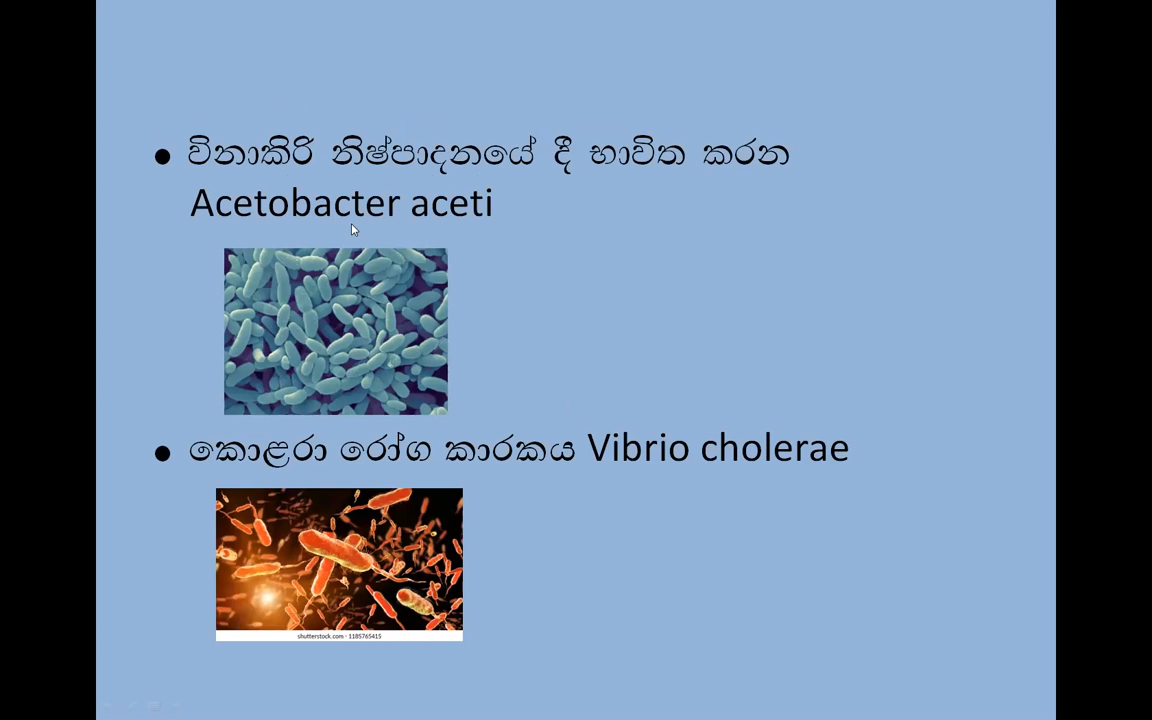 • විනාකිරි නිෂ්පාදනයේ දී භාවිත කරන
Acetobacter aceti
• කොළරා රෝග කාරකය Vibrio cholerae
shutterstock.com · 1185765415